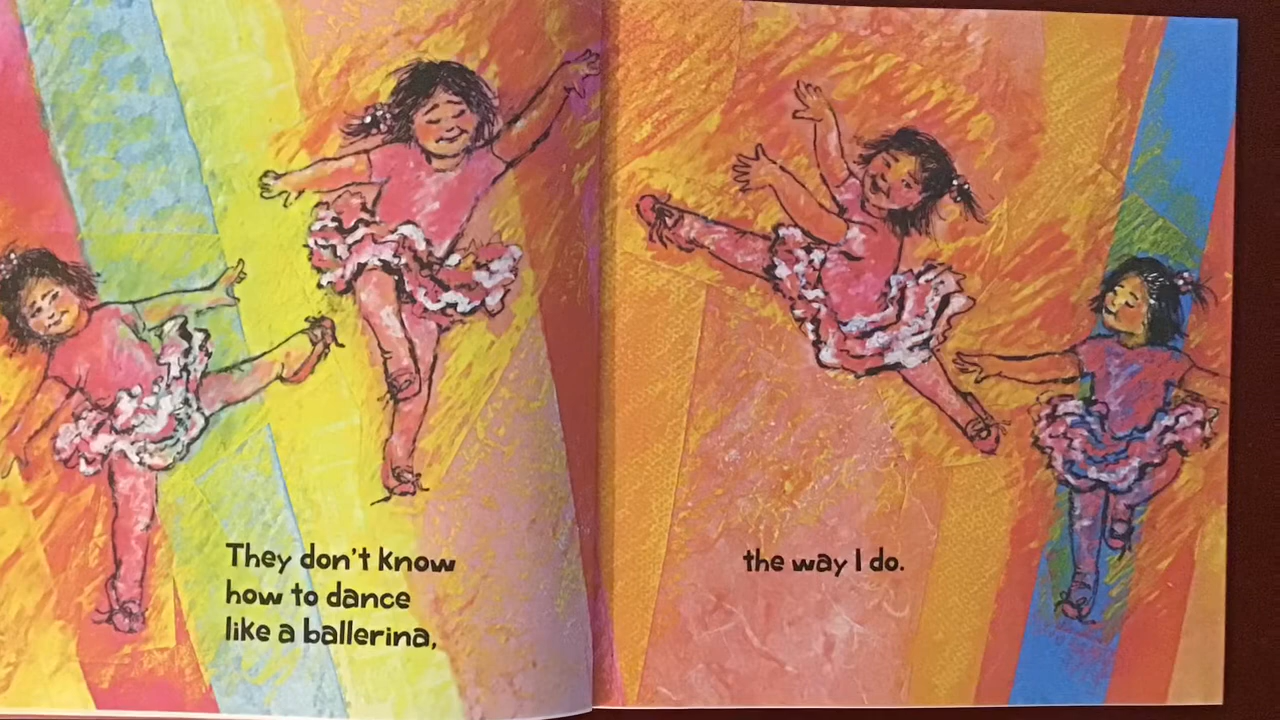 They don't know
how to dance
like a ballerina,
the way I do.